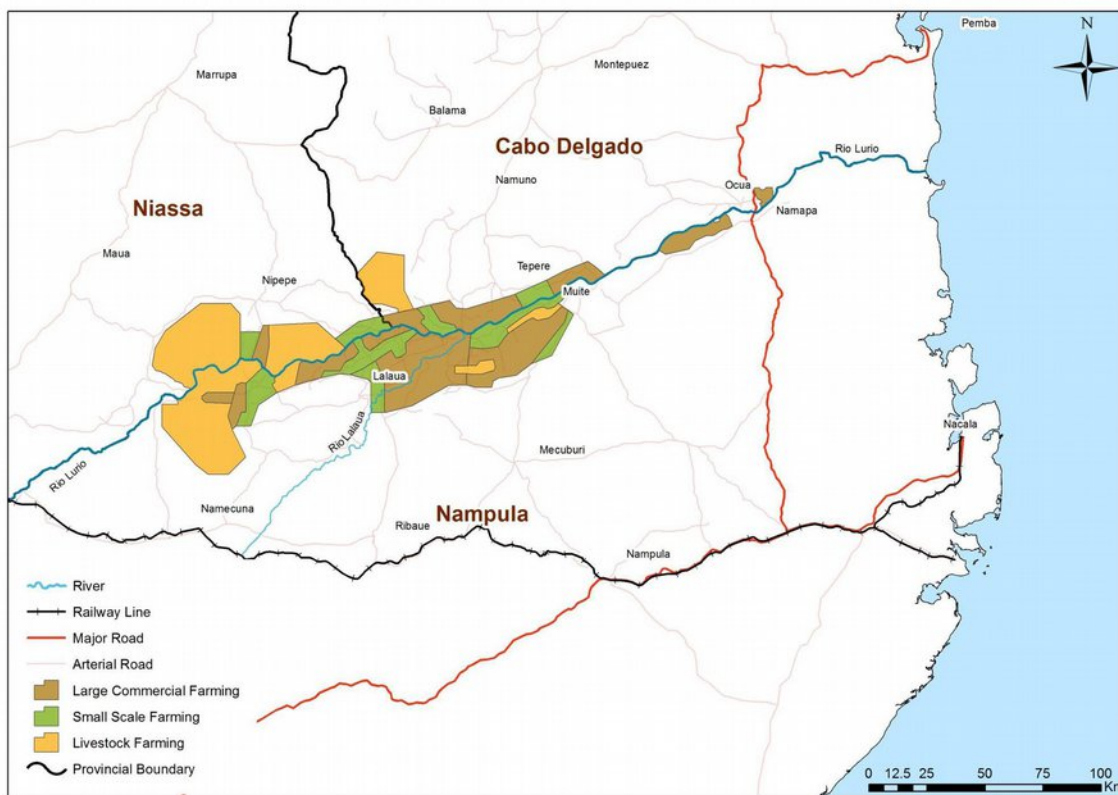 Pemba
N
Marrupa
Montepuez
Balama
Cabo Delgado
Rio Lurio
Namuno
Ocua
Niassa
Namapa
Maua
Nipepe
Tepere
Muite
Lalaua
Rio Lalaua
Nacala
Mecuburi
Rio Lurio
Namecuna
Nampula
Ribaue
Nampula
River
Railway Line
Major Road
Arterial Road
Large Commercial Farming
Small Scale Farming
Livestock Farming
Provincial Boundary
0 12.5 25 50 75 100